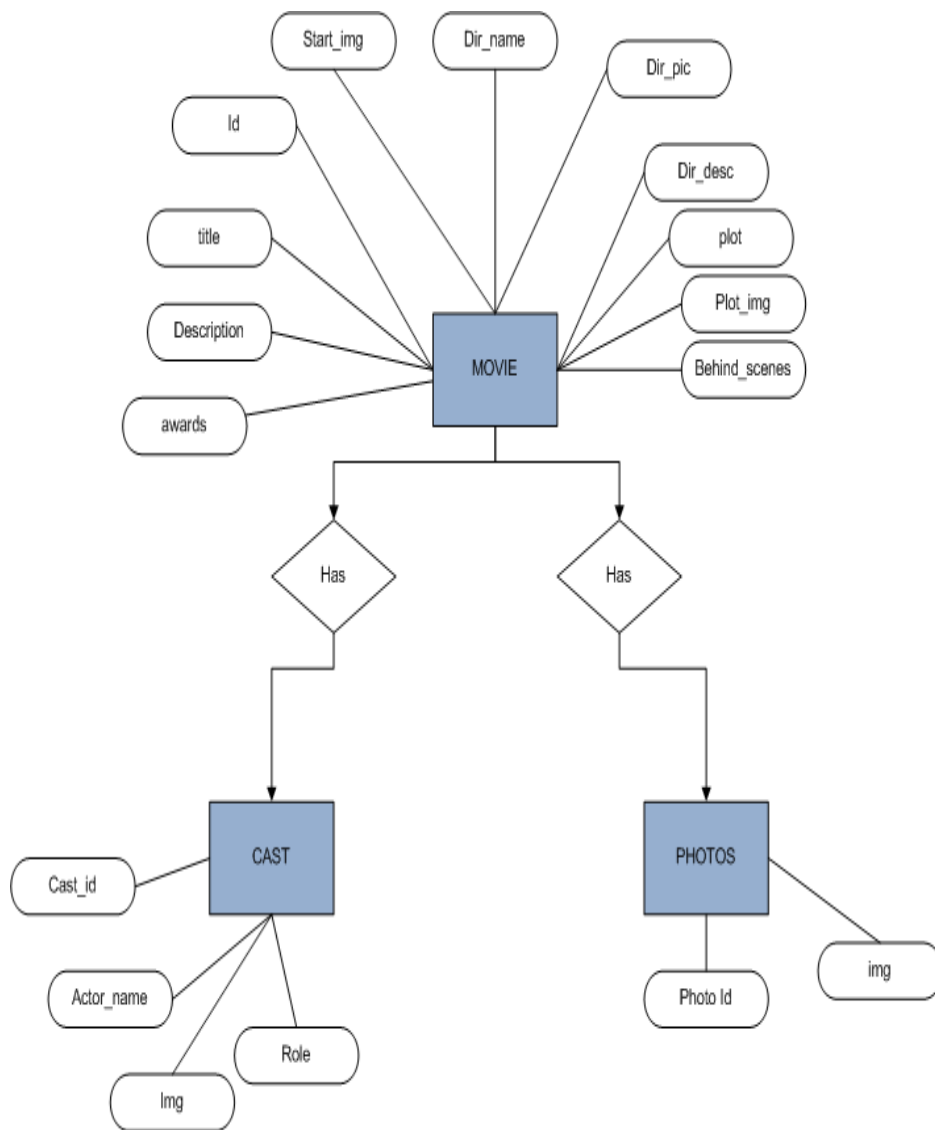 Start_img
Dir_name
Dir_pic
Id
Dir_desc
title
plot
Plot_img
Description
Behind_scenes
MOVIE
awards
Has
Has
CAST
PHOTOS
Cast_id
img
Actor_name
Photo Id
Role
Img